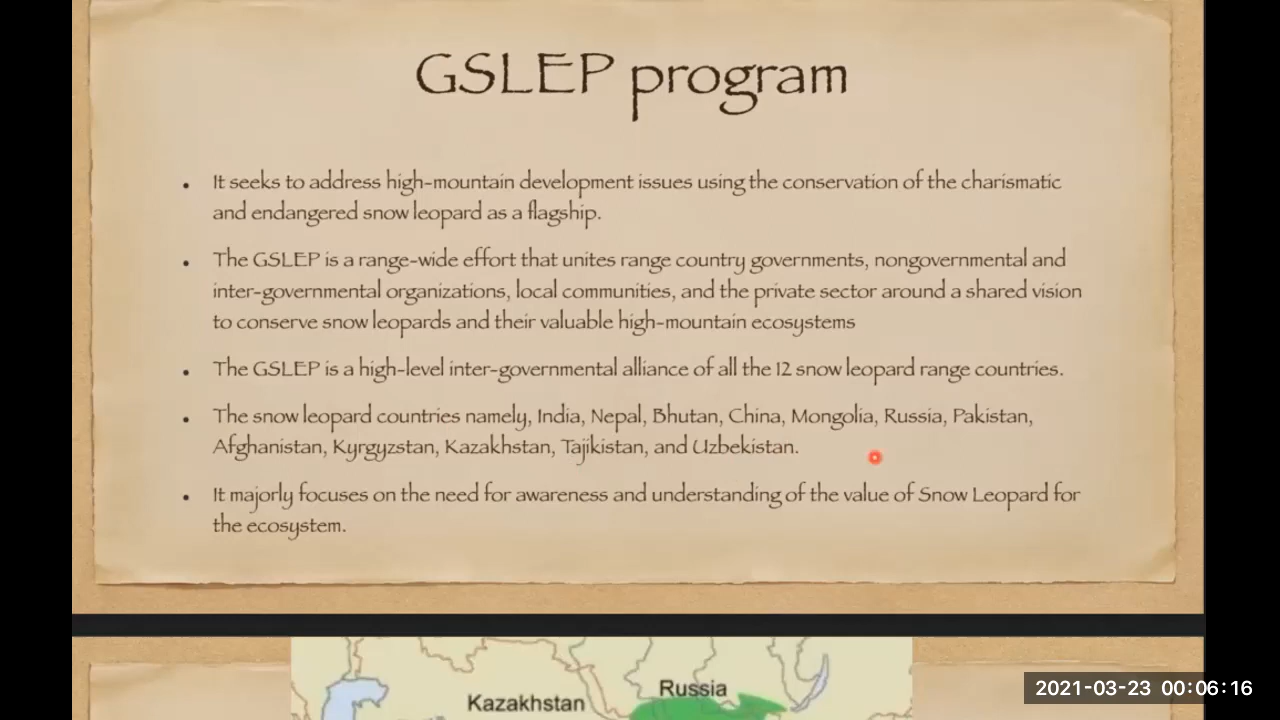 GSLEP program
• It seeks to address high-mountain development issues using the conservation of the charismatic
and endangered snow leopard as a flagship.
• The GSLEP is a range-wide effort that unites range country governments, nongovernmental and
inter-governmental organizations, local communities, and the private sector around a shared vision
to conserve snow leopards and their valuable high-mountain ecosystems
• The GSLEP is a high-level inter-governmental alliance of all the 12 snow leopard range countries.
• The snow leopard countries namely, India, Nepal, Bhutan, China, Mongolia, Russia, Pakistan,
Afghanistan, Kyrgyzstan, Kazakhstan, Tajikistan, and Uzbekistan.
• It majorly focuses on the need for awareness and understanding of the value of Snow Leopard for
the ecosystem.
Russia
Kazakhstan
2021-03-23 00:06:16